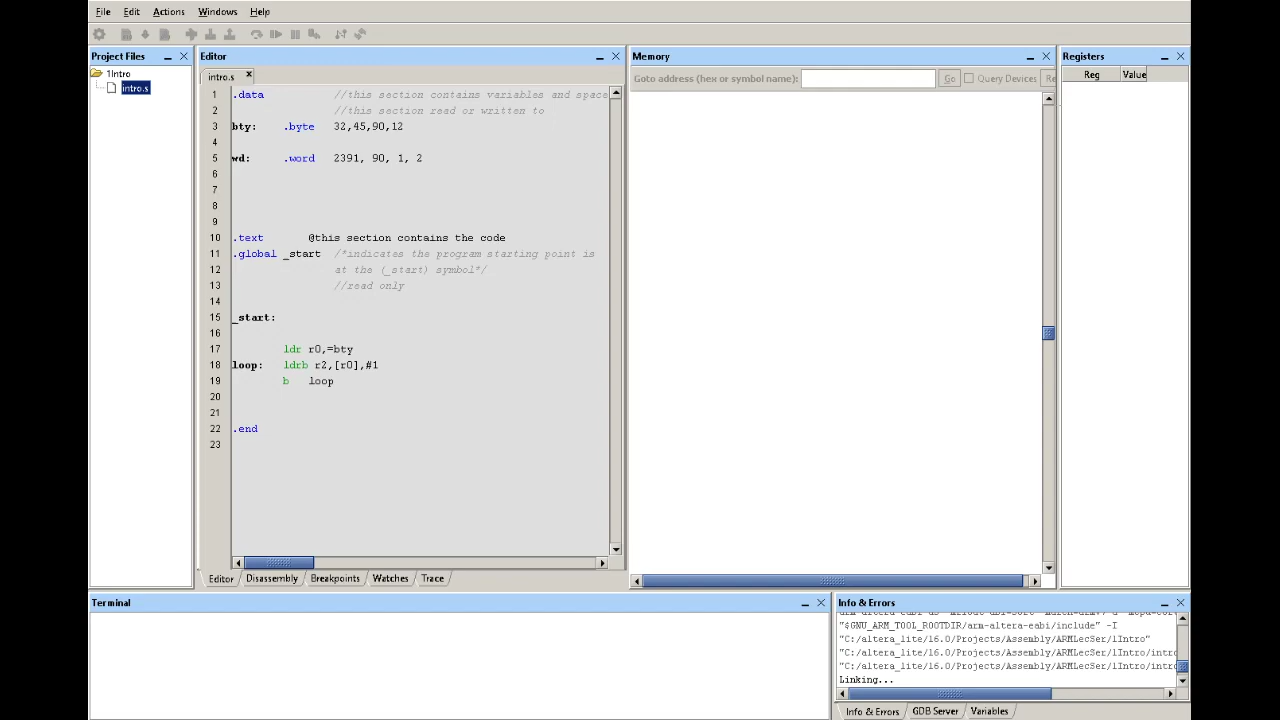 File Edit Actions Windows Help
Project Files
1Intro
intro.s
Editor
intro.s
1 .data //this section contains variables and space
2 //this section read or written to
3 bty: .byte 32,45,90,12
4
5 wd: .word 2391, 90, 1, 2
6
7
8
9
10 .text @this section contains the code
11 .global _start /*indicates the program starting point is
12 at the (_start) symbol*/
13 //read only
14
15 _start:
16
17 ldr r0,=bty
18 loop: ldrb r2,[r0],#1
19 b loop
20
21
22 .end
23
Editor Disassembly Breakpoints Watches Trace
Memory
Goto address (hex or symbol name): Go Query Devices Re
Registers
Reg Value
Terminal
Info & Errors
"$GNU_ARM_TOOL_ROOTDIR/arm-altera-eabi/include" -I
"C:/altera_lite/16.0/Projects/Assembly/ARMLecSer/1Intro"
"C:/altera_lite/16.0/Projects/Assembly/ARMLecSer/1Intro/intro
"C:/altera_lite/16.0/Projects/Assembly/ARMLecSer/1Intro/intro
Linking...
Info & Errors GDB Server Variables